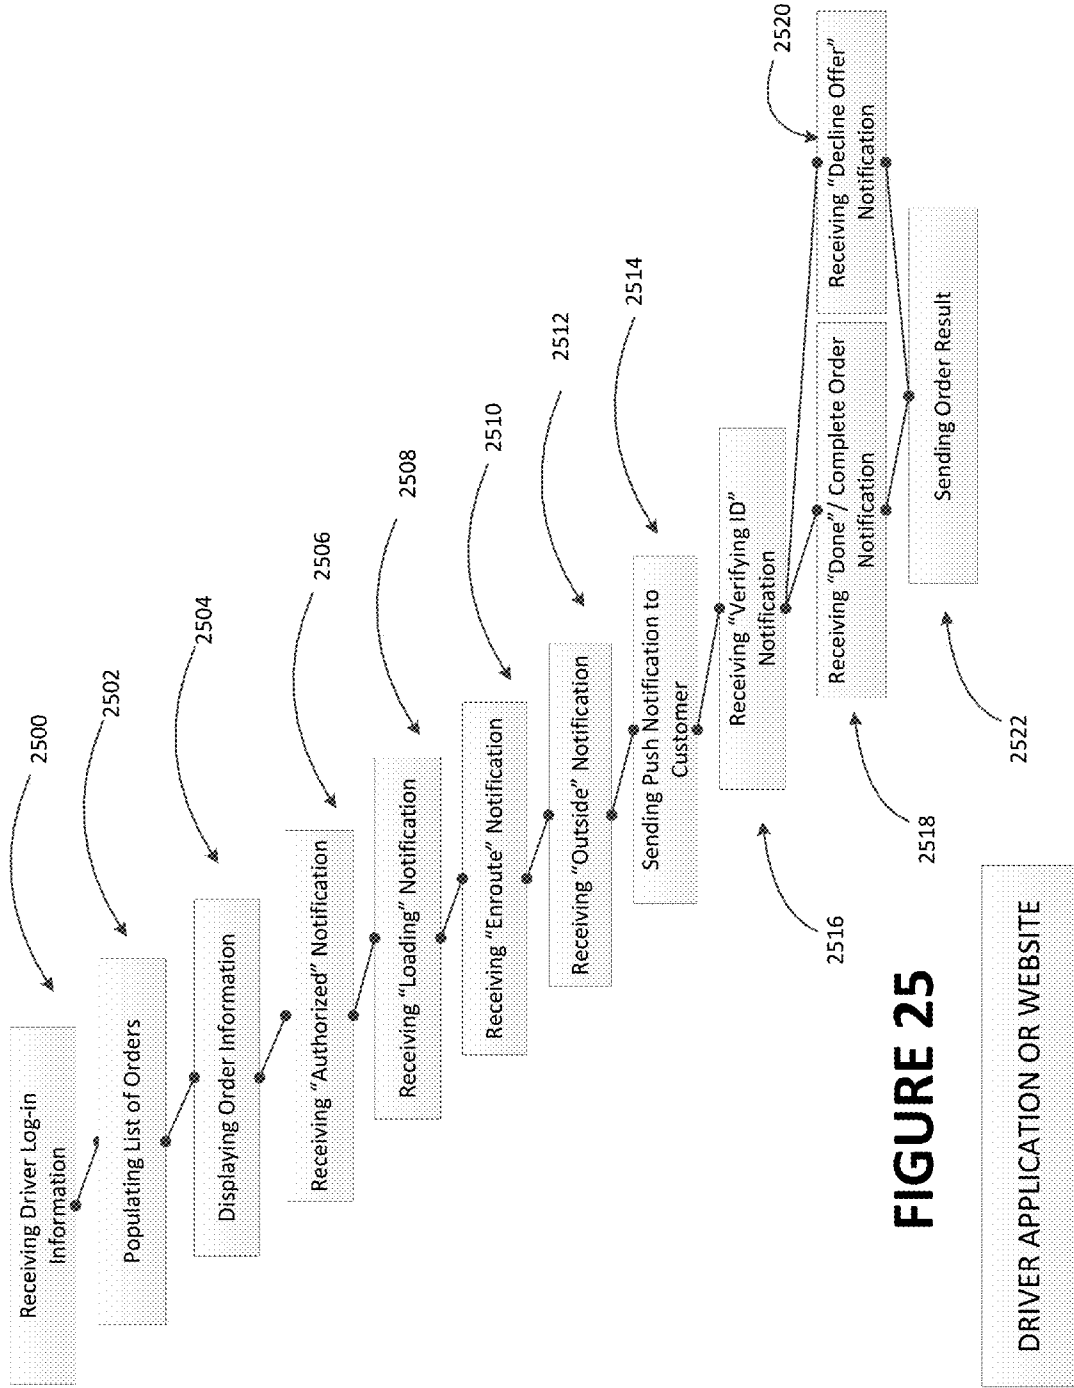 Receiving Driver Log-in
Information
2500
Populating List of Orders
2502
Displaying Order Information
2504
Receiving “Authorized” Notification
2506
Receiving “Loading” Notification
2508
Receiving “Enroute” Notification
2510
Receiving “Outside” Notification
2512
Sending Push Notification to
Customer
2514
Receiving “Verifying ID”
Notification
2516
Receiving “Done”/ Complete Order
Notification
2518
Receiving “Decline Offer”
Notification
2520
Sending Order Result
2522
FIGURE 25
DRIVER APPLICATION OR WEBSITE